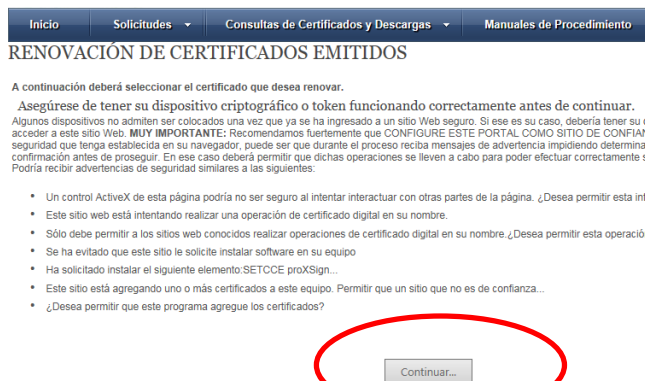 Inicio Solicitudes Consultas de Certificados y Descargas Manuales de Procedimiento
RENOVACIÓN DE CERTIFICADOS EMITIDOS
A continuación deberá seleccionar el certificado que desea renovar.
Asegúrese de tener su dispositivo criptográfico o token funcionando correctamente antes de continuar.
Algunos dispositivos no admiten ser colocados una vez que ya se ha ingresado a un sitio Web seguro. Si ese es su caso, debería tener su
acceder a este sitio Web. MUY IMPORTANTE: Recomendamos fuertemente que CONFIGURE ESTE PORTAL COMO SITIO DE CONFIAN
seguridad que tenga establecida en su navegador, puede ser que durante el proceso reciba mensajes de advertencia impidiendo determina
confirmación antes de proseguir. En ese caso deberá permitir que dichas operaciones se lleven a cabo para poder efectuar correctamente s
Podría recibir advertencias de seguridad similares a las siguientes:
• Un control ActiveX de esta página podría no ser seguro al intentar interactuar con otras partes de la página. ¿Desea permitir esta in
• Este sitio web está intentando realizar una operación de certificado digital en su nombre.
• Sólo debe permitir a los sitios web conocidos realizar operaciones de certificado digital en su nombre.¿Desea permitir esta operació
• Se ha evitado que este sitio le solicite instalar software en su equipo
• Ha solicitado instalar el siguiente elemento:SETCCE proXSign...
• Este sitio está agregando uno o más certificados a este equipo. Permitir que un sitio que no es de confianza...
• ¿Desea permitir que este programa agregue los certificados?
Continuar...